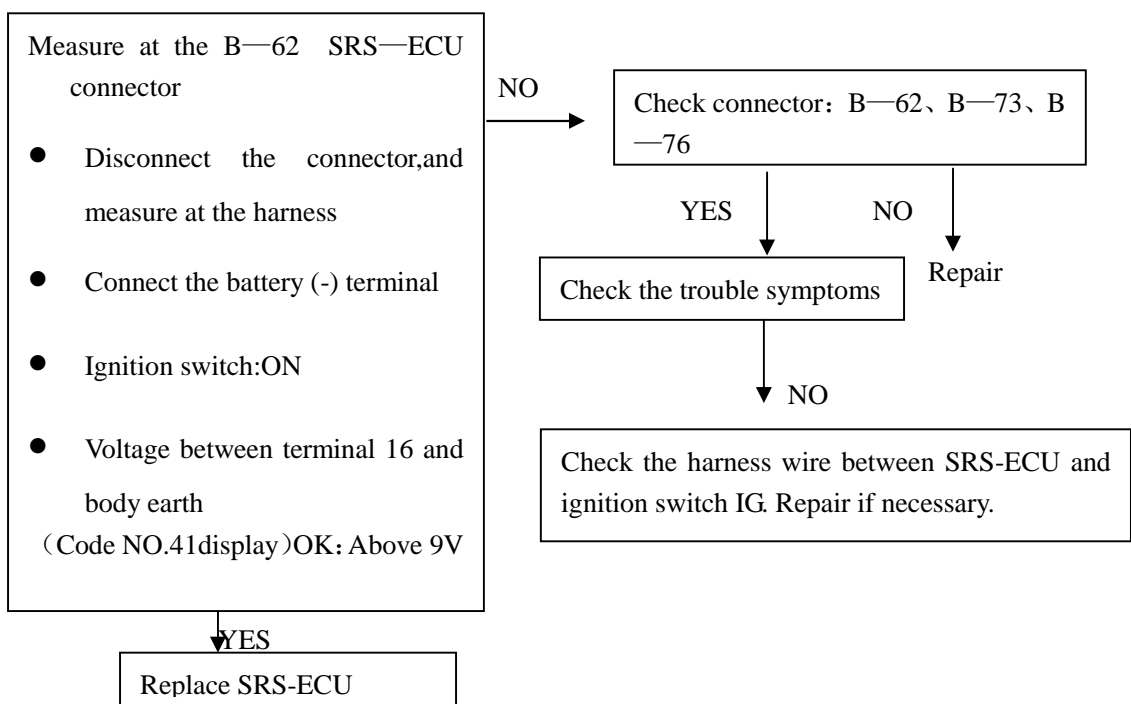 Measure at the B—62 SRS—ECU
connector
● Disconnect the connector,and
measure at the harness
● Connect the battery (-) terminal
● Ignition switch:ON
● Voltage between terminal 16 and
body earth
（Code NO.41display）OK：Above 9V
YES
Replace SRS-ECU
NO
Check connector：B—62、B—73、B
—76
YES
NO
Repair
Check the trouble symptoms
NO
Check the harness wire between SRS-ECU and
ignition switch IG. Repair if necessary.